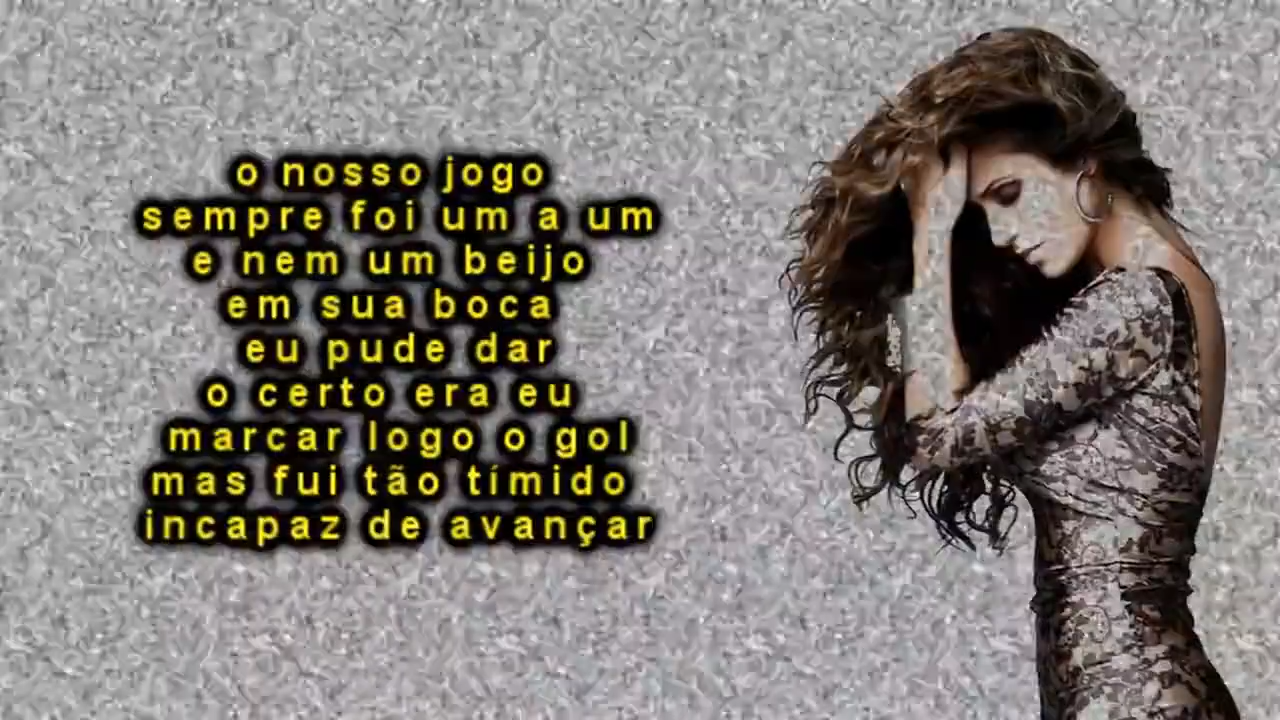 o nosso jogo
sempre foi um a um
e nem um beijo
em sua boca
eu pude dar
o certo era eu
marcar logo o gol
mas fui tão tímido
incapaz de avançar